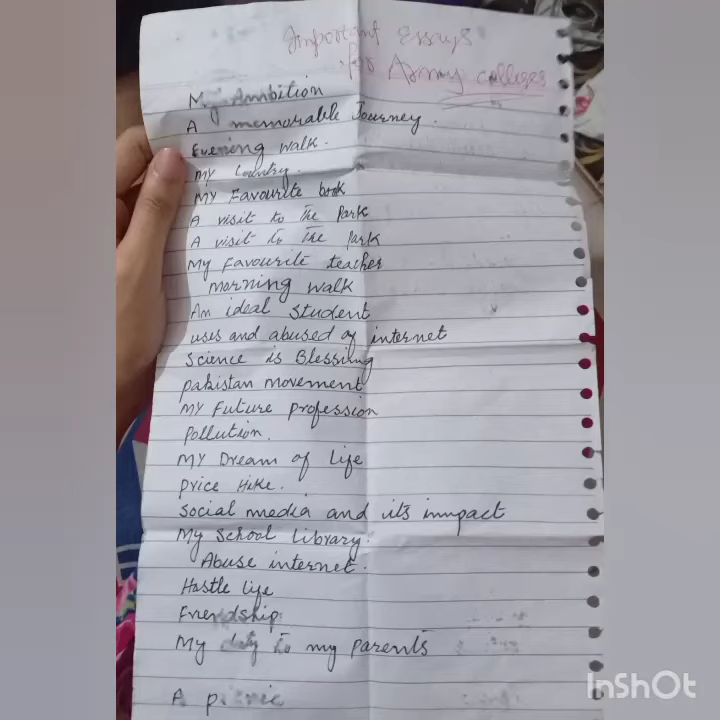 Important Essays
for Army colleges
My Ambition
A memorable Journey.
Evening walk.
MY Country.
MY Favourite book
A visit to The Park
A visit to The Park
My Favourite teacher
morning walk
An ideal student
uses and abused of internet
Science is Blessiing
pakistan movement
MY Future profession
Pollution.
MY Dream of Life
Price Hike.
Social media and its impact
My School Library.
Abuse internet.
Hastle life
Friendship
My duty to my parents
A picnic
InShOt